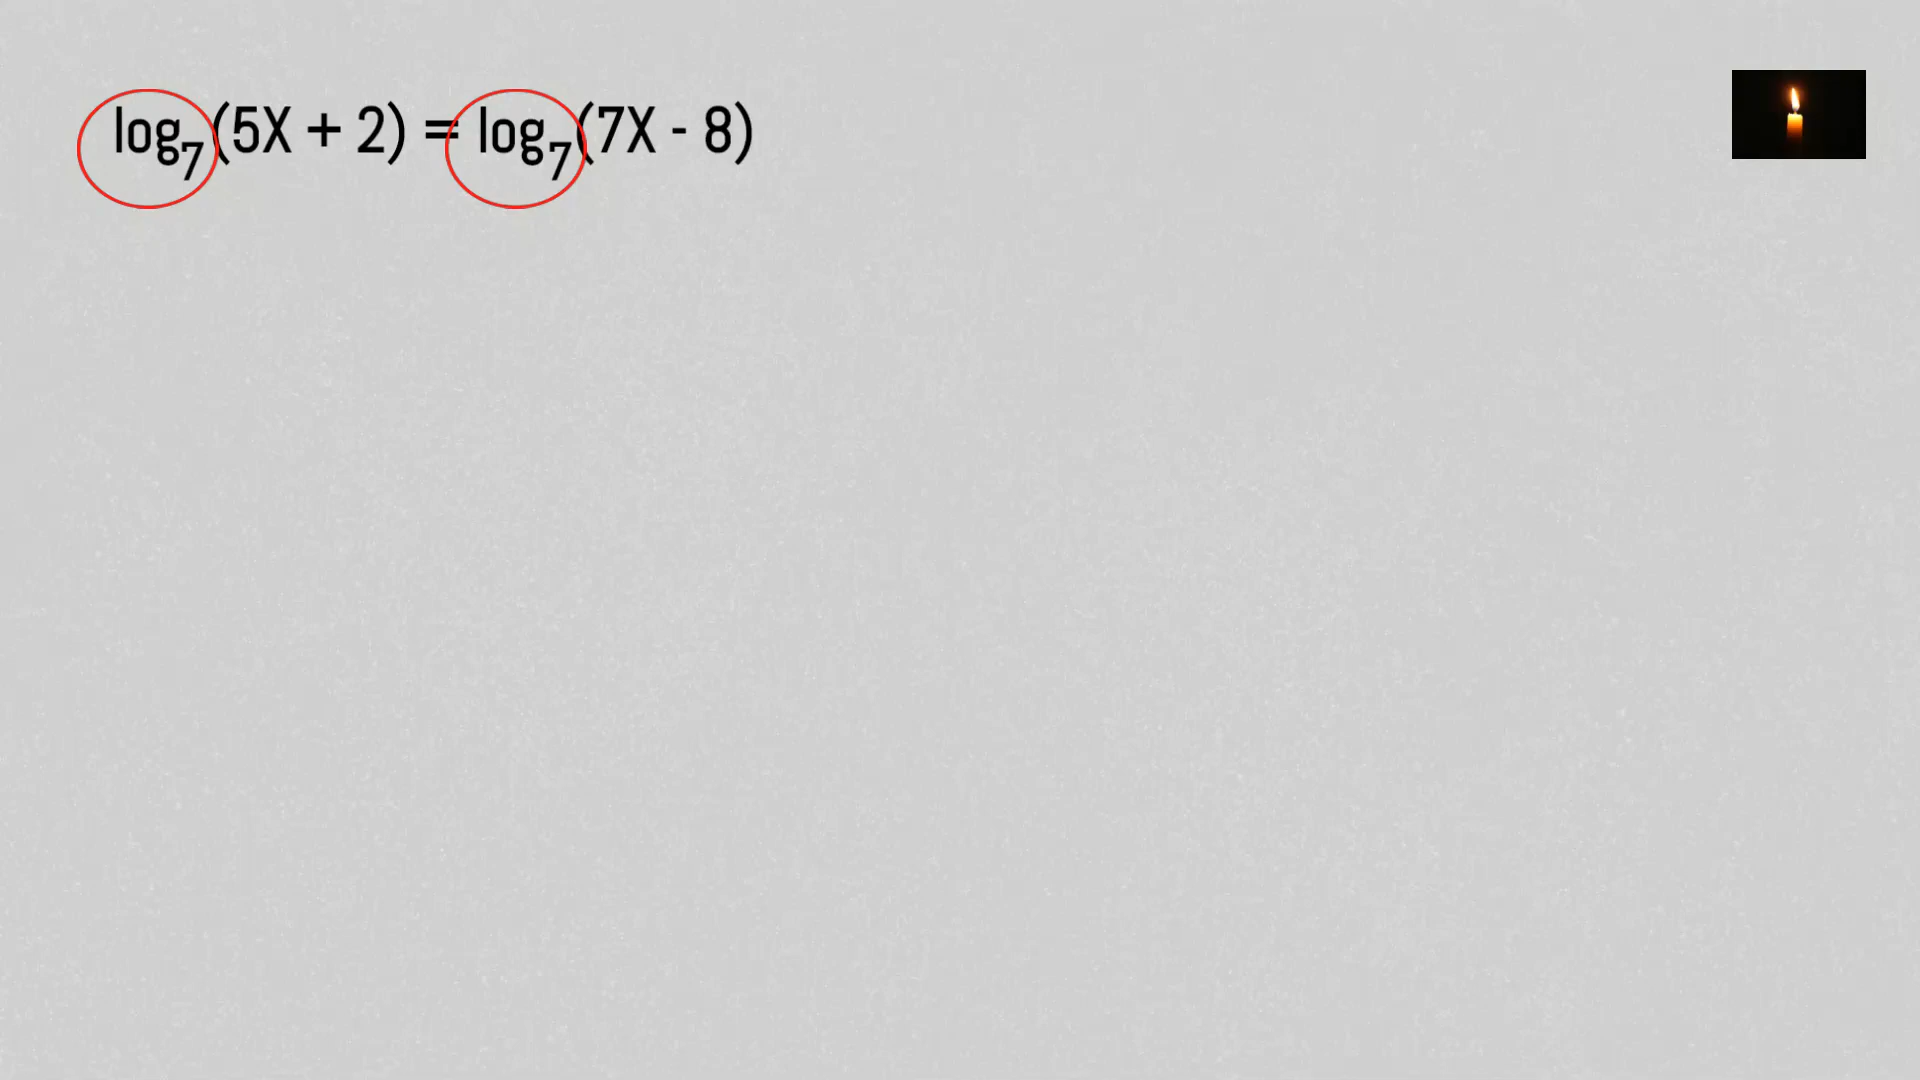 log₇(5X + 2) = log₇(7X - 8)